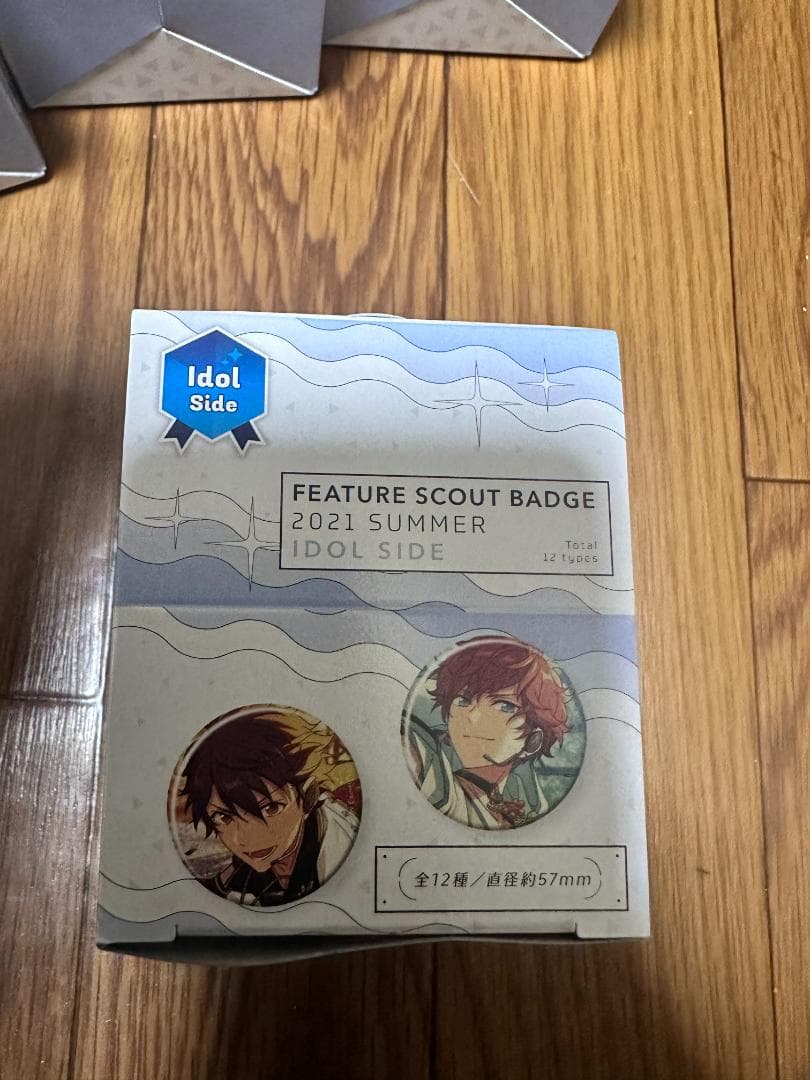 Idol
Side
FEATURE SCOUT BADGE
2021 SUMMER
IDOL SIDE
Total
12 types
全12種／直径約57mm